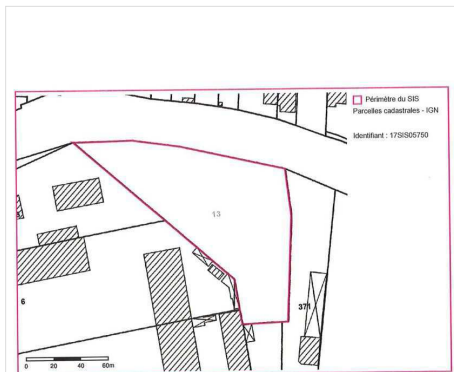 Périmètre du SIS
Parcelles cadastrales - IGN
Identifiant : 17SIS05750
13
6
371
0 20 40 60m